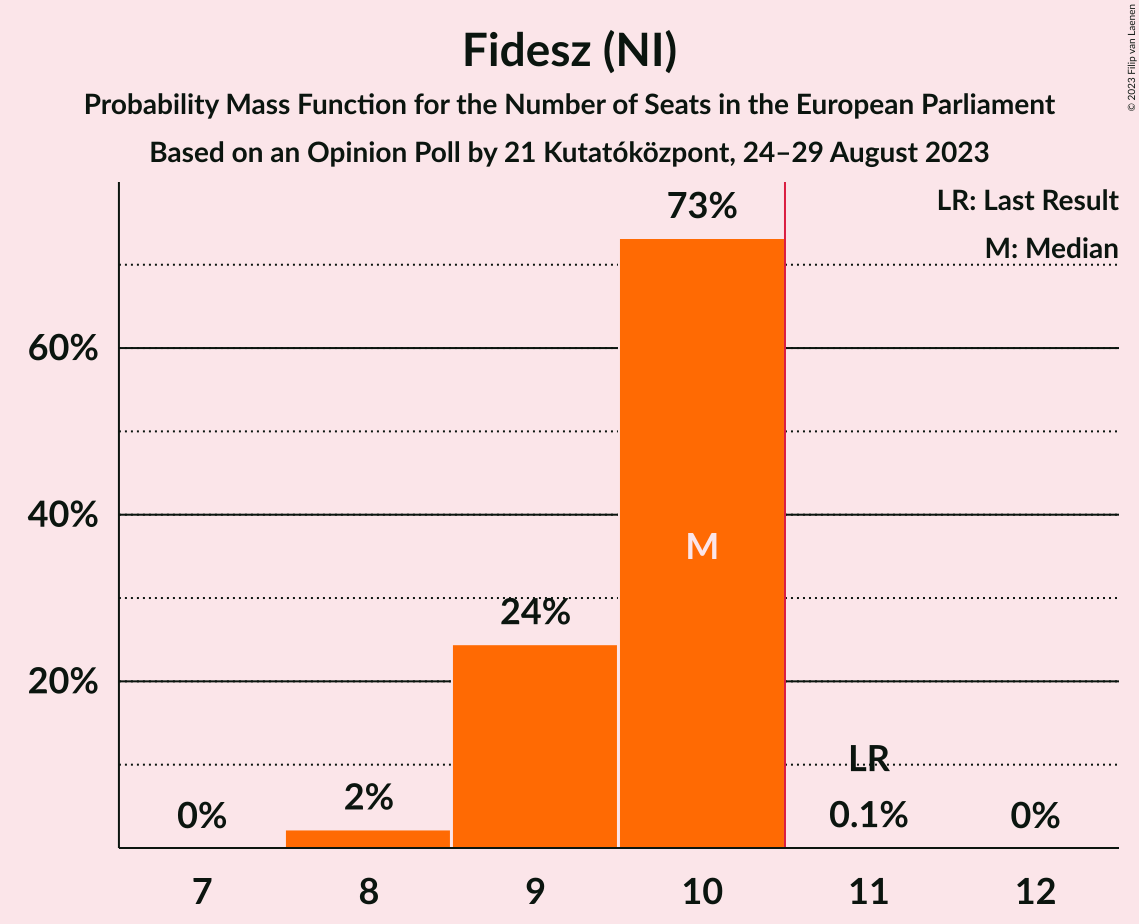 Fidesz (NI)
Probability Mass Function for the Number of Seats in the European Parliament
Based on an Opinion Poll by 21 Kutatóközpont, 24–29 August 2023
© 2023 Filip van Laenen
LR: Last Result
M: Median
73%
60%
40%
M
24%
20%
LR
0%
2%
0.1%
0%
7 8 9 10 11 12